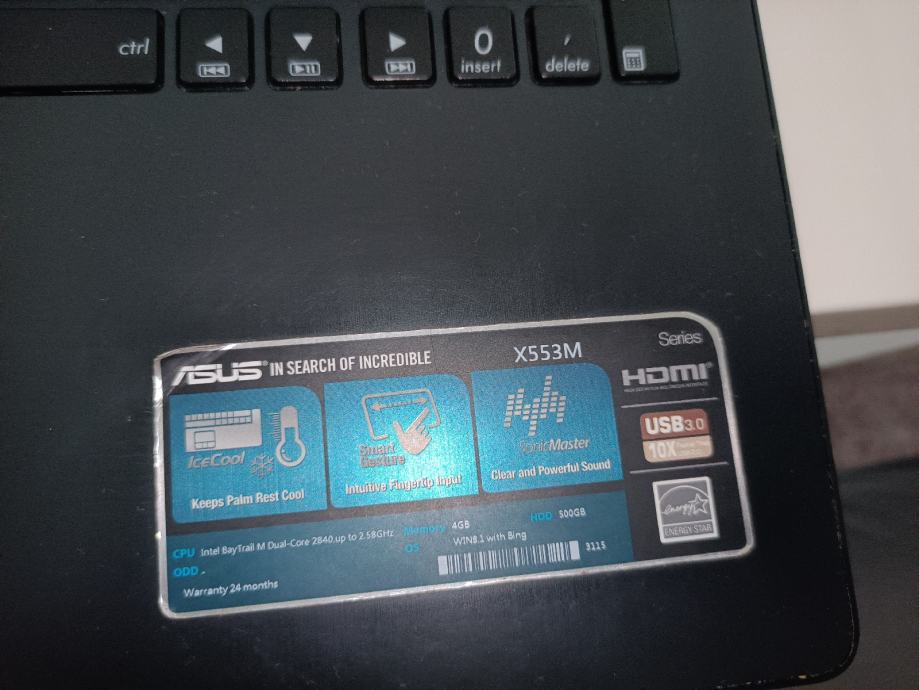 ctrl
0
insert
delete
ASUS IN SEARCH OF INCREDIBLE
X553M
Series
HDMI
IceCool
Keeps Palm Rest Cool
Smart
Gesture
Intuitive Fingertip Input
SonicMaster
Clear and Powerful Sound
USB3.0
10X
energy
ENERGY STAR
CPU Intel BayTrail M Dual-Core 2840,up to 2.58GHz
Memory 4GB
HDD 500GB
ODD -
OS WIN8.1 with Bing
3115
Warranty 24 months